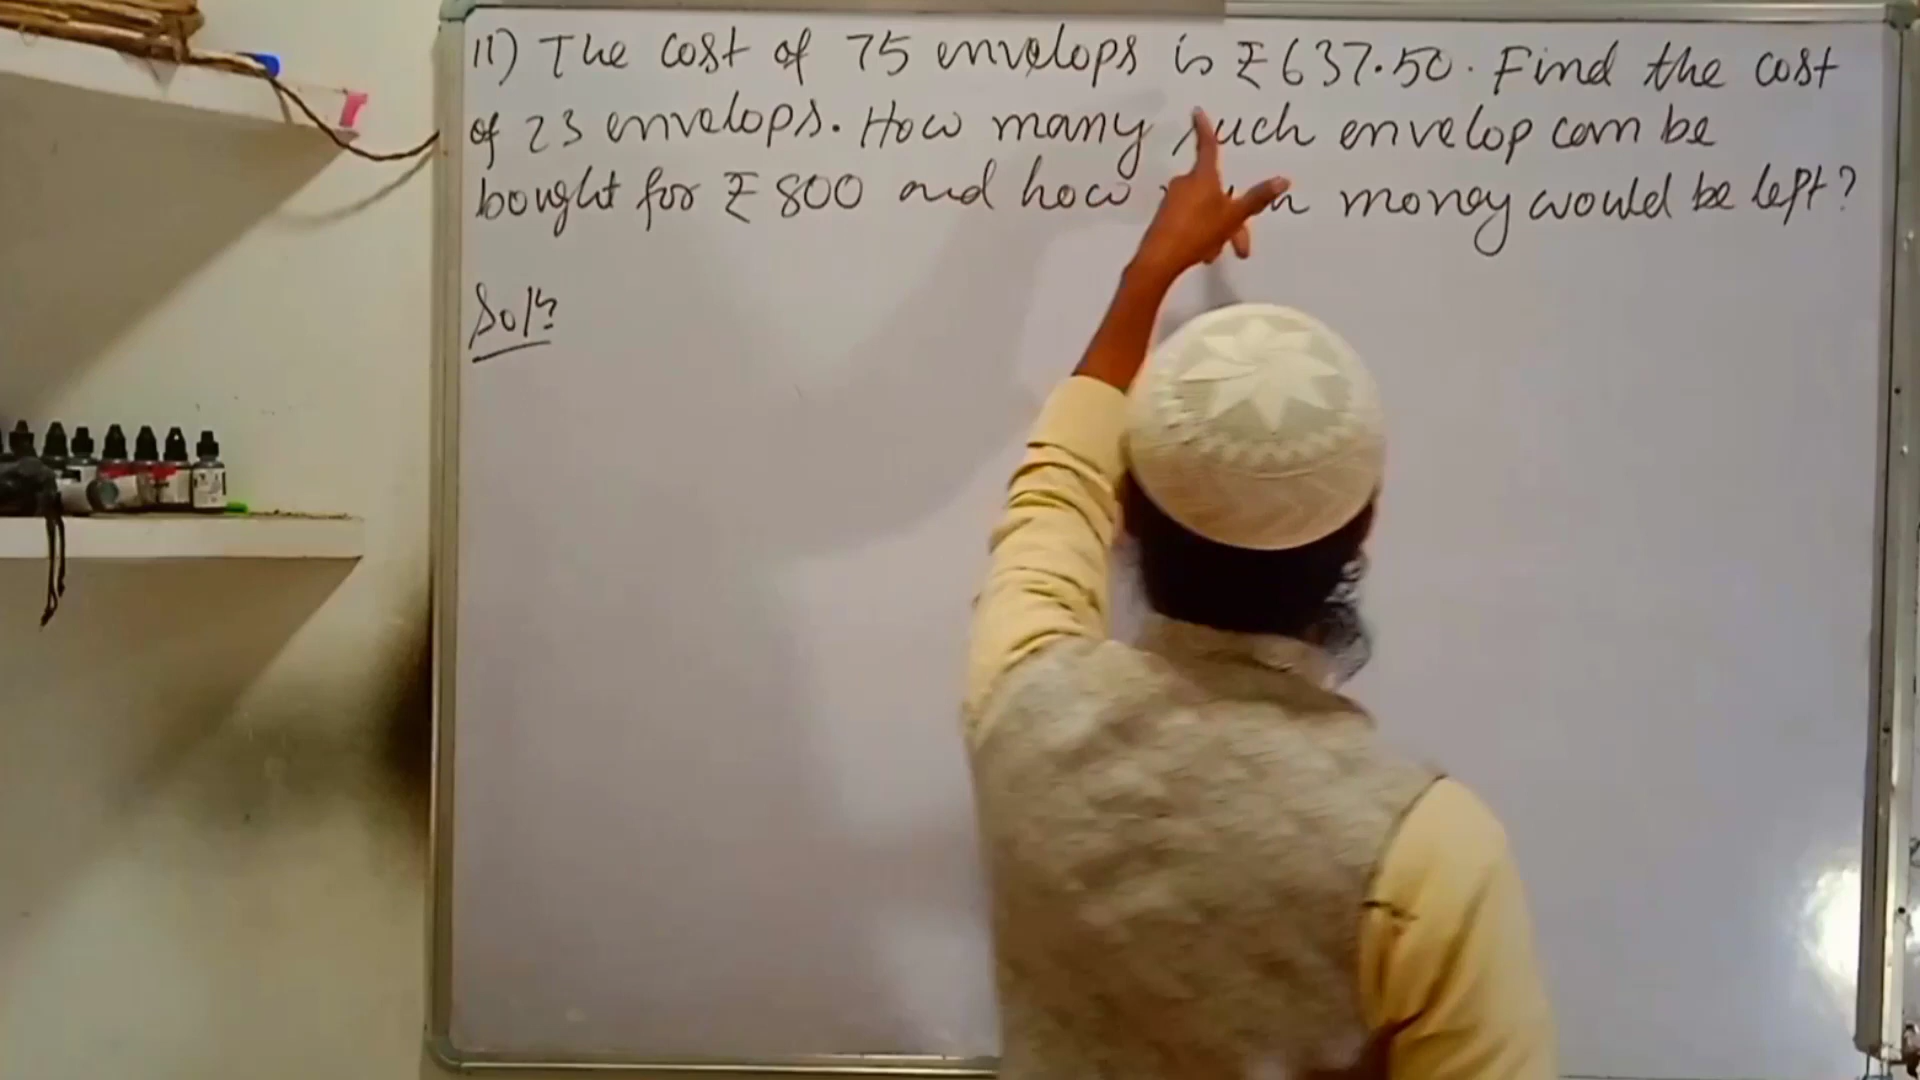 11) The cost of 75 envelops is ₹637.50. Find the cost
of 23 envelops. How many such envelop can be
bought for ₹800 and how money would be left?
Solⁿ